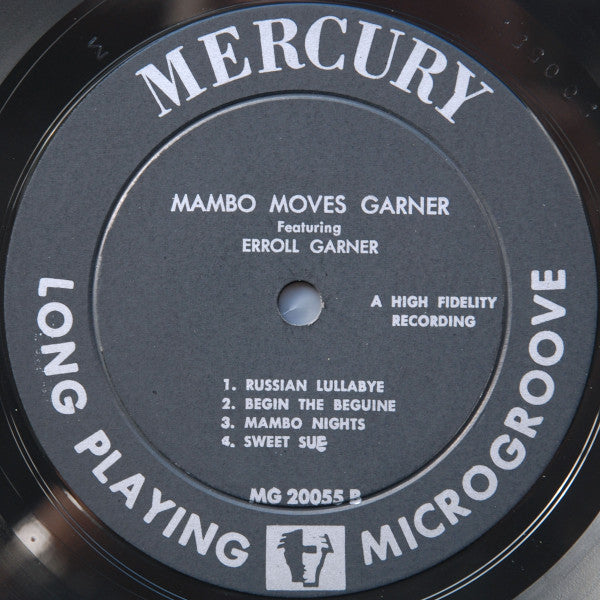 MERCURY
MAMBO MOVES GARNER
Featuring
ERROLL GARNER
A HIGH FIDELITY
RECORDING
1. RUSSIAN LULLABYE
2. BEGIN THE BEGUINE
3. MAMBO NIGHTS
4. SWEET SUE
MG 20055 B
LONG PLAYING MICROGROOVE